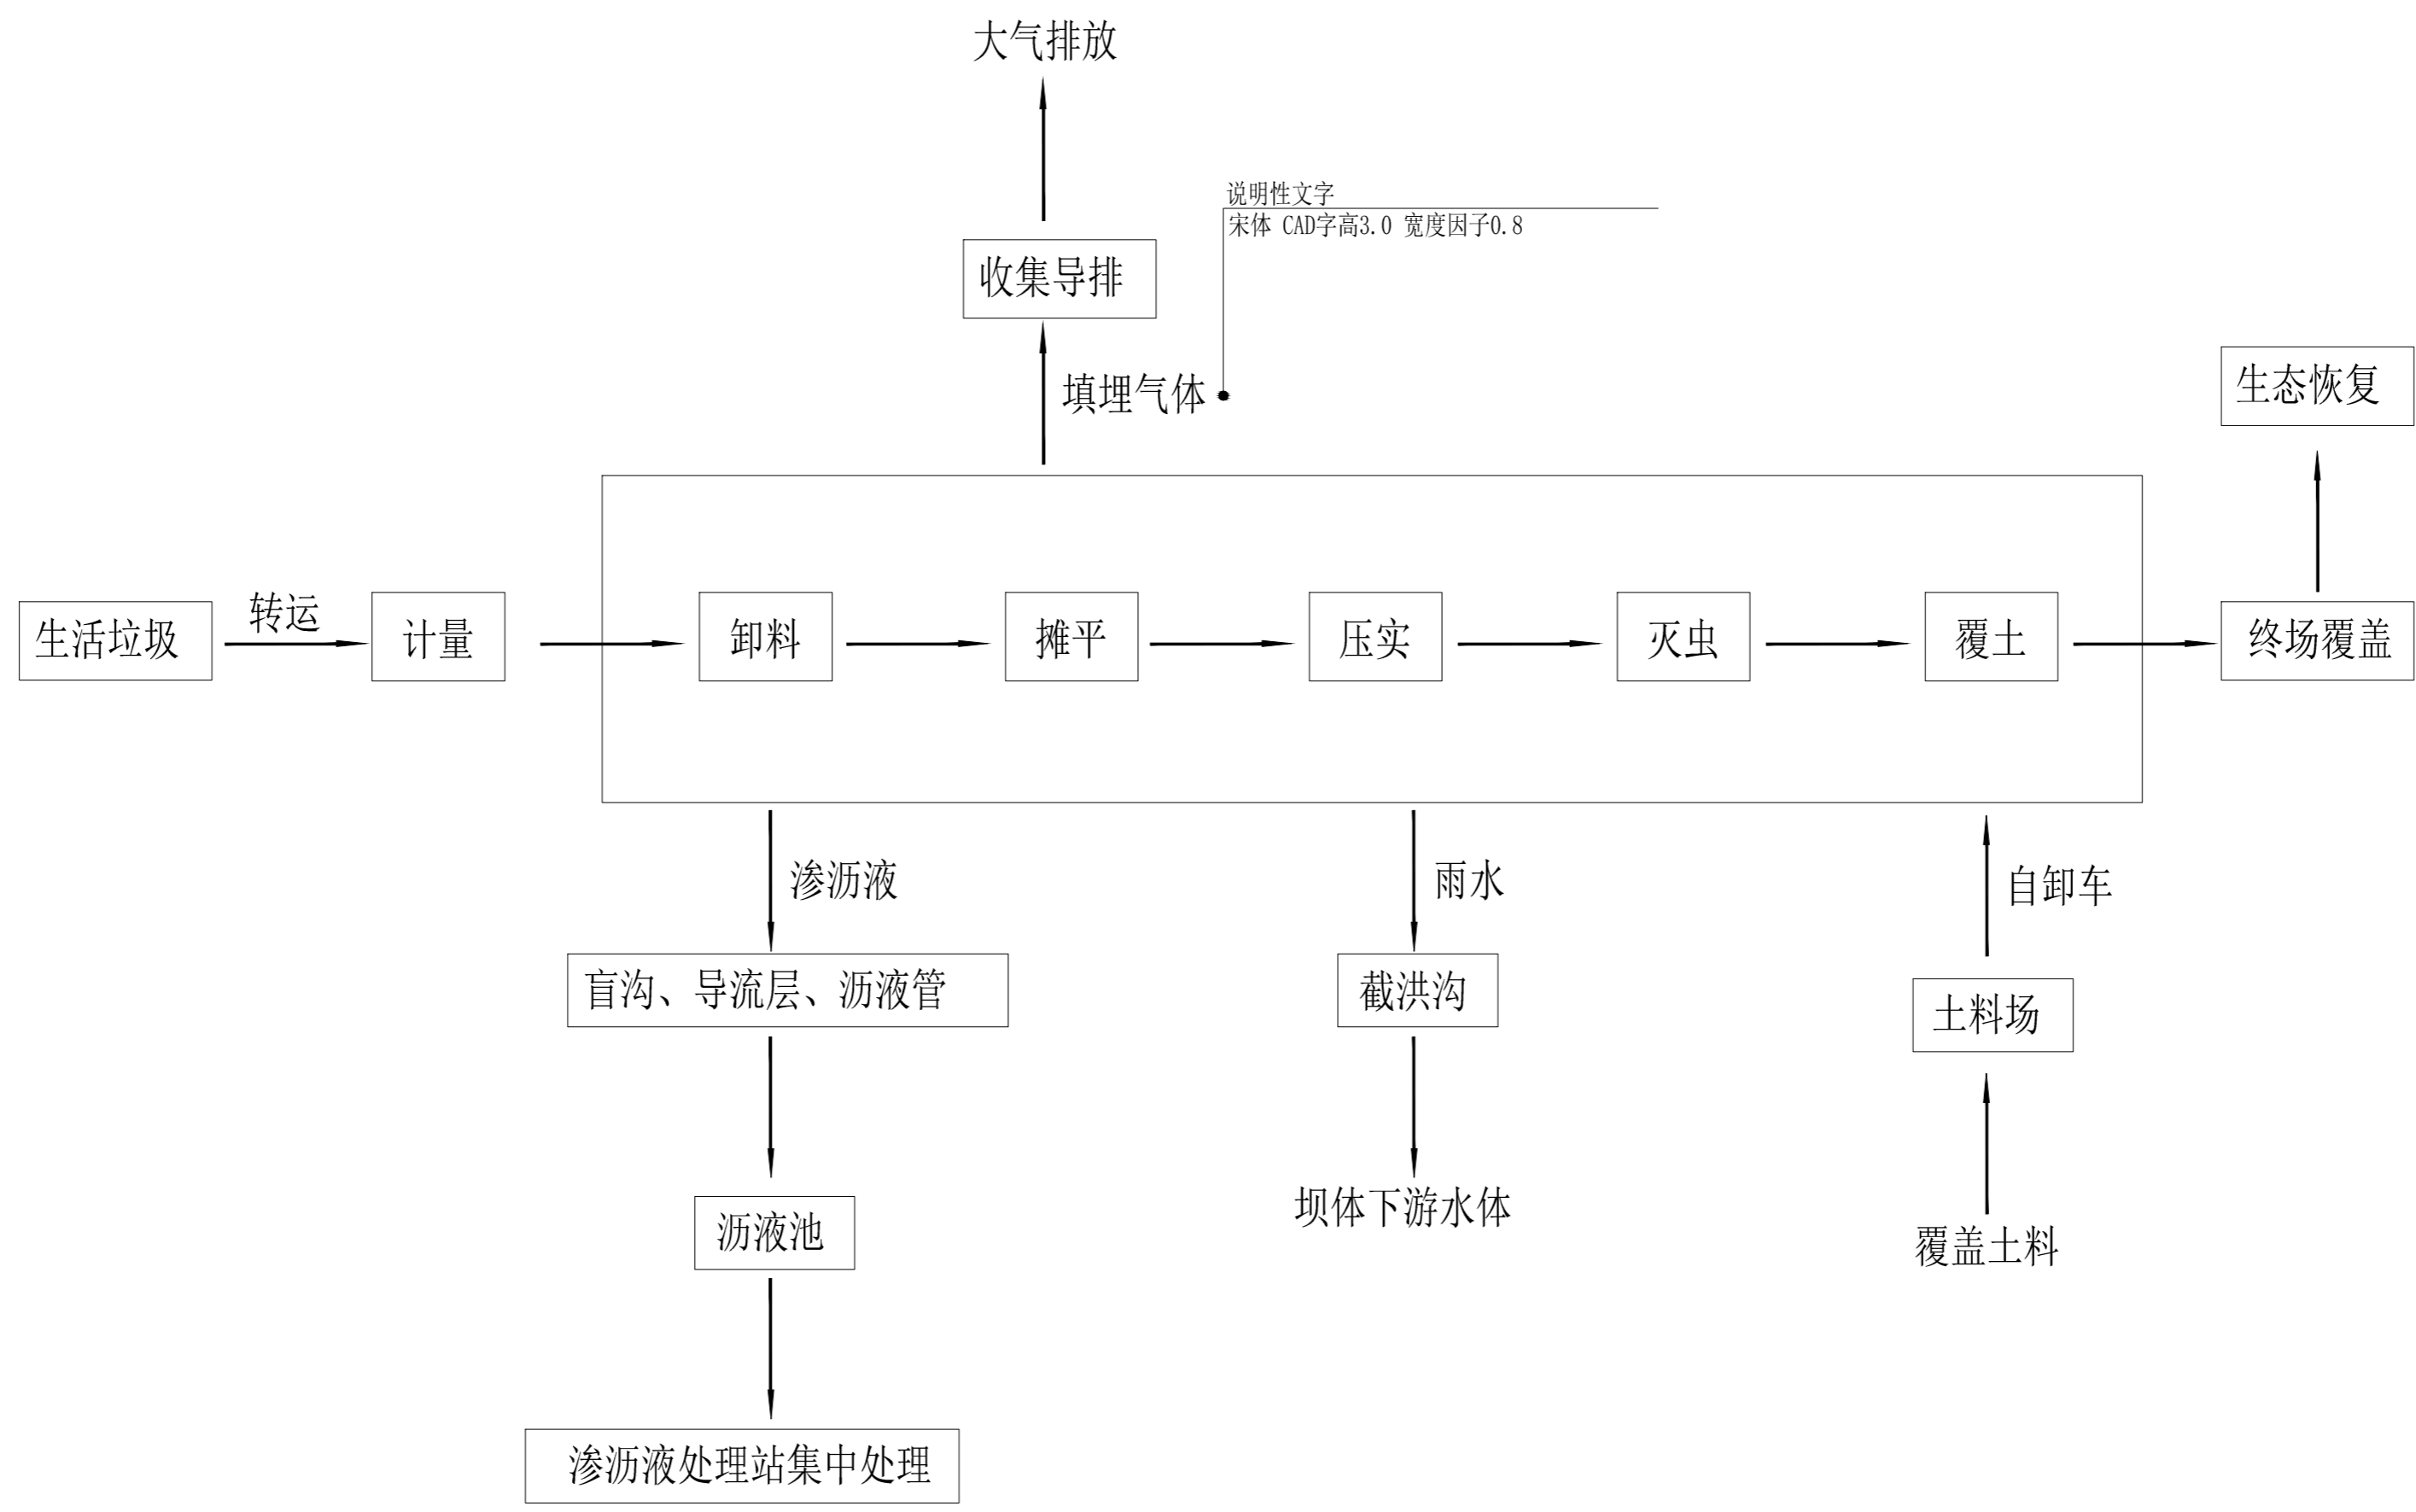 大气排放
说明性文字
宋体 CAD字高3.0 宽度因子0.8
收集导排
填埋气体
生态恢复
生活垃圾
转运
计量
卸料
摊平
压实
灭虫
覆土
终场覆盖
渗沥液
雨水
自卸车
盲沟、导流层、沥液管
截洪沟
土料场
沥液池
坝体下游水体
覆盖土料
渗沥液处理站集中处理